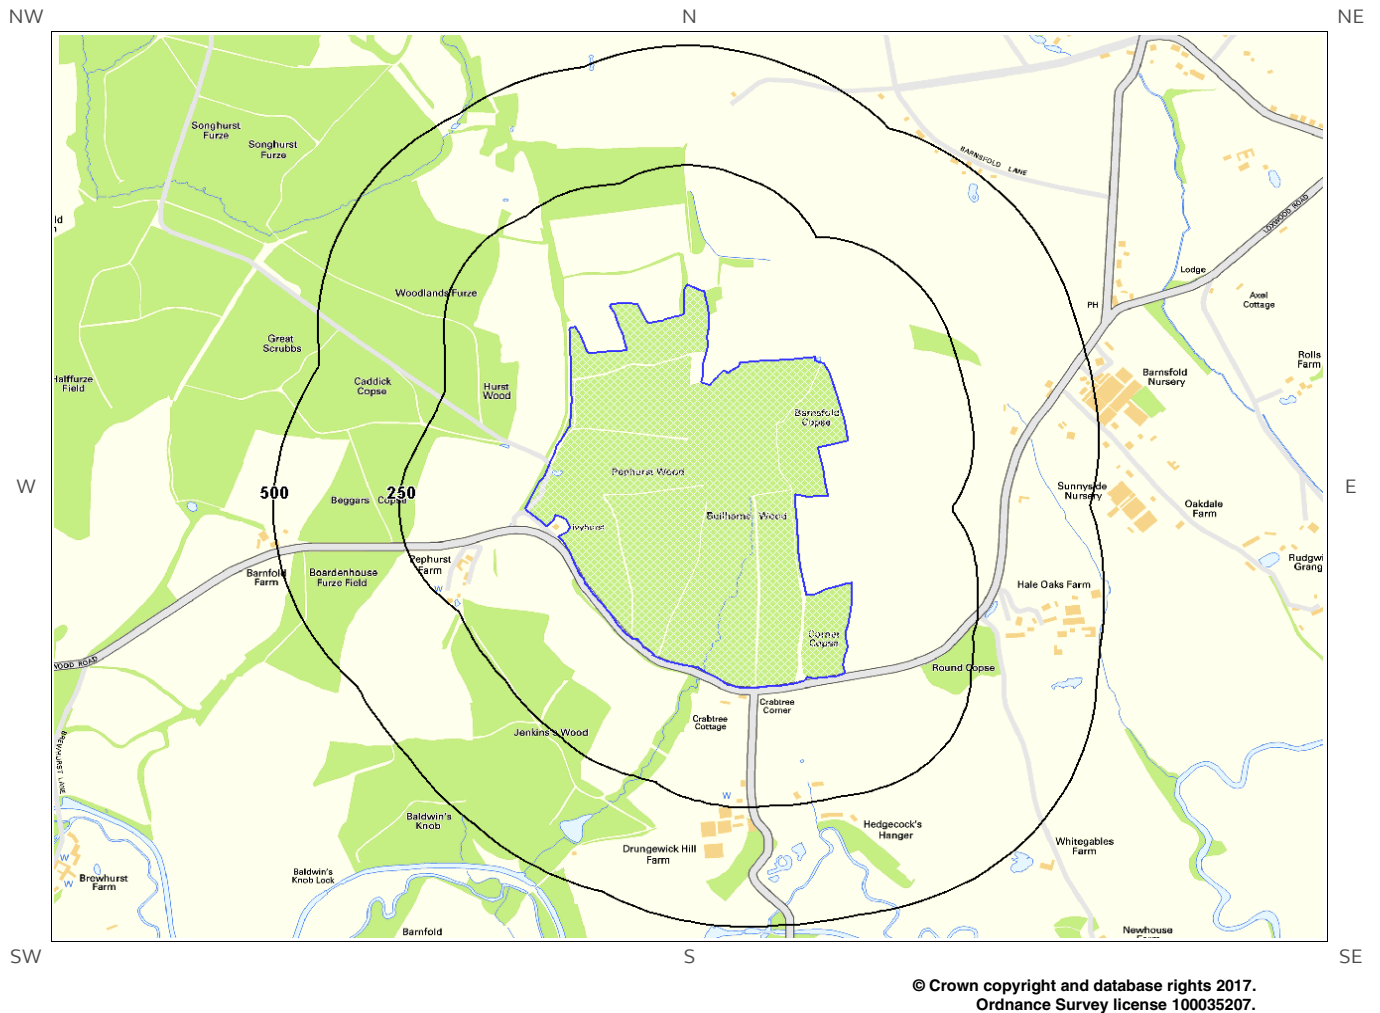 NW
N
NE
Songhurst
Furze
Songhurst
Furze
BARNSFOLD LANE
LOXWOOD ROAD
ld
Lodge
Woodlands Furze
PH
Axel
Cottage
Great
Scrubbs
Rolls
Farm
Halffurze
Field
Caddick
Copse
Hurst
Wood
Barnsfold
Nursery
Barnsfold
Copse
Pephurst Wood
W
500
250
E
Beggars Copse
Sunnyside
Nursery
Oakdale
Farm
Ivyhurst
Barnfold
Farm
Boardenhouse
Furze Field
Pephurst
Farm
Rudgwi
Grang
W
Hale Oaks Farm
Corner
Copse
WOOD ROAD
Round Copse
Crabtree
Cottage
Crabtree
Corner
BREWHURST LANE
Jenkins's Wood
W
Baldwin's
Knob
Hedgecock's
Hanger
Drungewick Hill
Farm
Whitegables
Farm
W
W
Brewhurst
Farm
Baldwin's
Knob Lock
Barnfold
Newhouse
Farm
SW
S
SE
© Crown copyright and database rights 2017.
Ordnance Survey license 100035207.